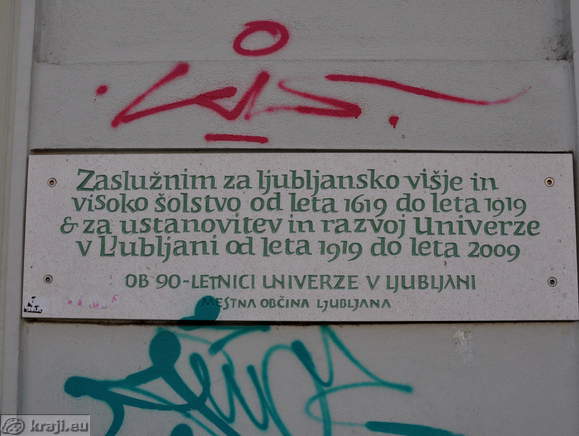 Zaslužnim za ljubljansko višje in
visoko šolstvo od leta 1619 do leta 1919
& za ustanovitev in razvoj Univerze
v Ljubljani od leta 1919 do leta 2009
OB 90-LETNICI UNIVERZE V LJUBLJANI
MESTNA OBČINA LJUBLJANA
kraji.eu